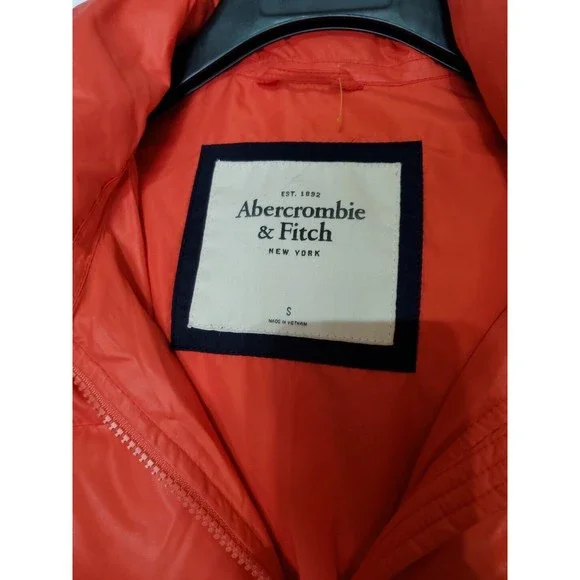 EST. 1892
Abercrombie
& Fitch
NEW YORK
S
MADE IN VIETNAM